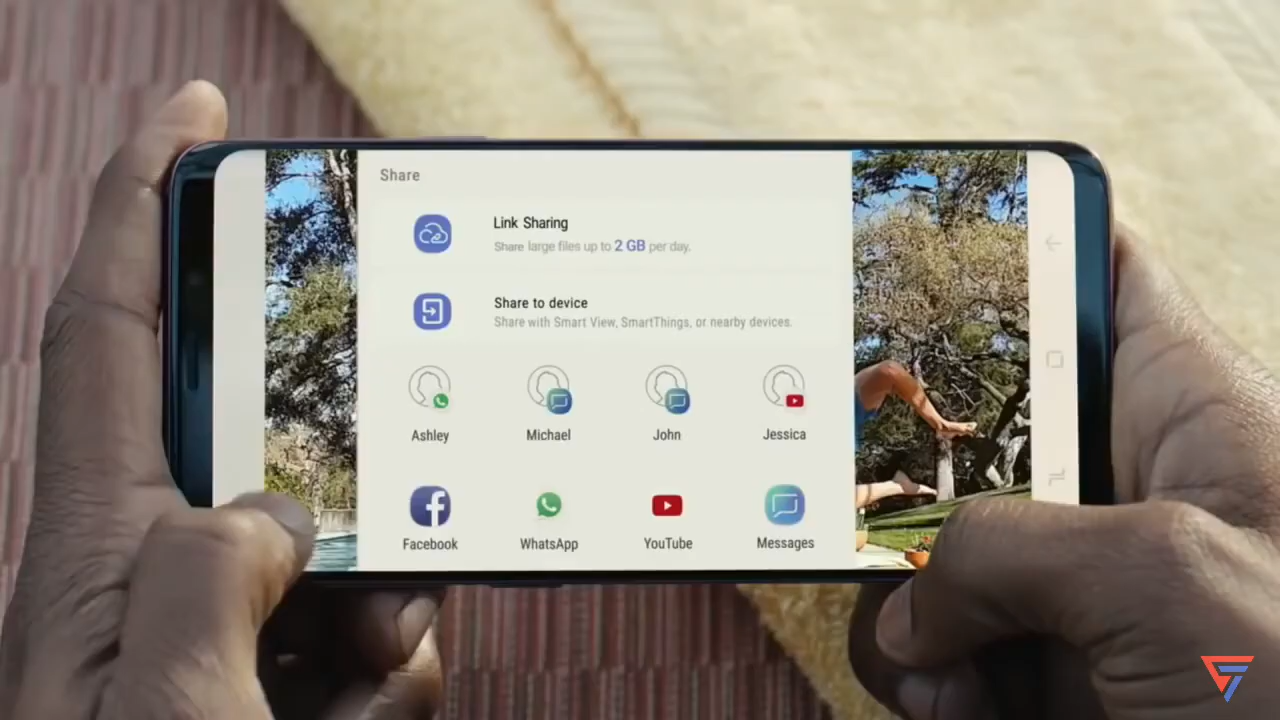 Share
Link Sharing
Share large files up to 2 GB per day.
Share to device
Share with Smart View, SmartThings, or nearby devices.
Ashley Michael John Jessica
Facebook WhatsApp YouTube Messages